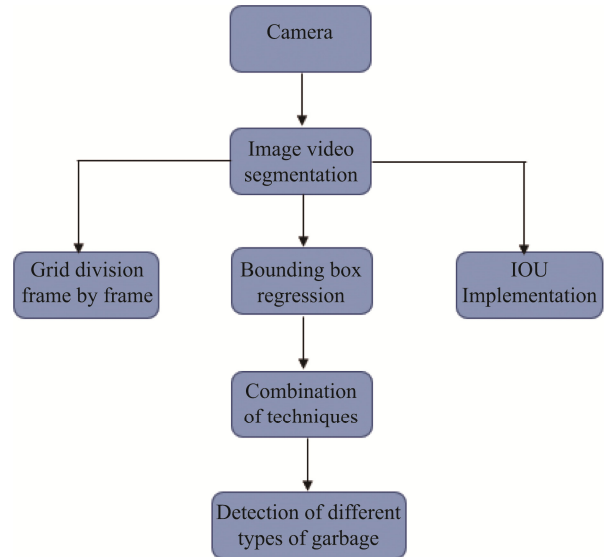 Camera
Image video
segmentation
Grid division
frame by frame
Bounding box
regression
IOU
Implementation
Combination
of techniques
Detection of different
types of garbage